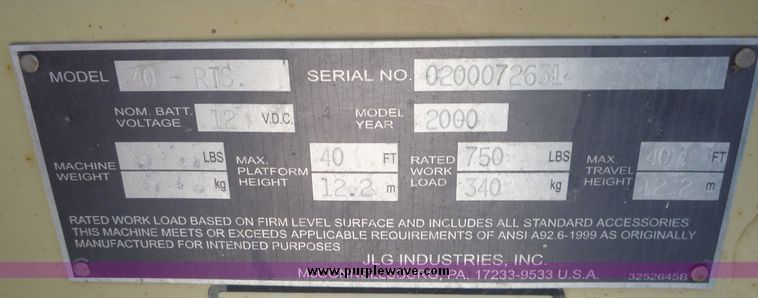 MODEL 40 - RTS. SERIAL NO. 0200072631
NOM. BATT. VOLTAGE 12 V.D.C. MODEL YEAR 2000
MACHINE WEIGHT LBS kg
MAX. PLATFORM HEIGHT 40 FT 12.2 m
RATED WORK LOAD 750 LBS 340 kg
MAX. TRAVEL HEIGHT 40 FT 12.2 m
RATED WORK LOAD BASED ON FIRM LEVEL SURFACE AND INCLUDES ALL STANDARD ACCESSORIES
THIS MACHINE MEETS OR EXCEEDS APPLICABLE REQUIREMENTS OF ANSI A92.6-1999 AS ORIGINALLY
MANUFACTURED FOR INTENDED PURPOSES
JLG INDUSTRIES, INC.
www.purplewave.com
PA. 17233-9533 U.S.A. 3252645B